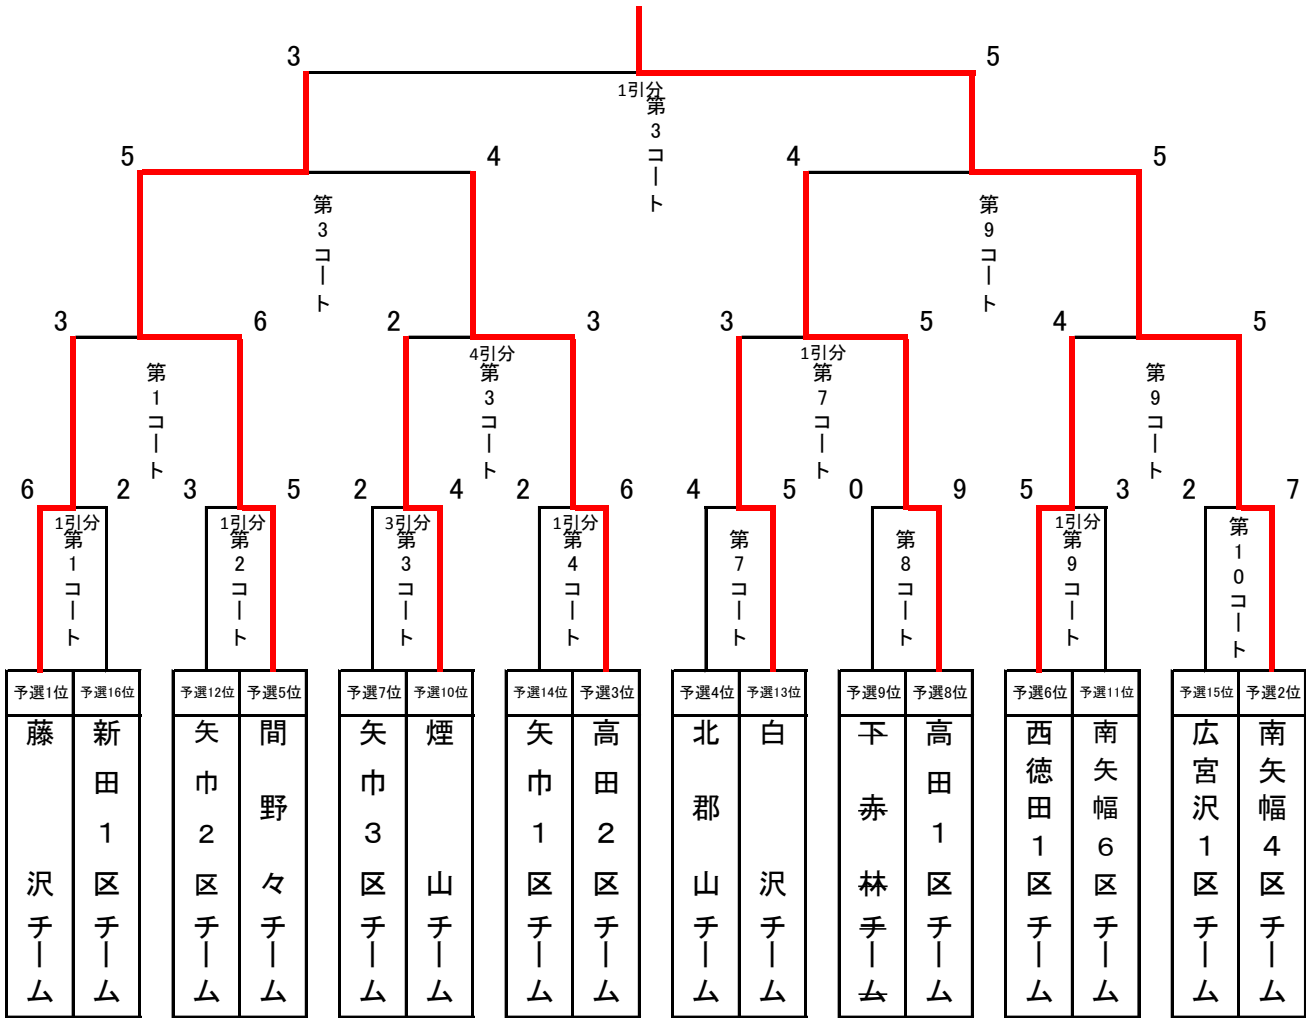 3
5
1引分
第3コート
5
4
4
5
第3コート
第9コート
3
6
2
3
3
5
4
5
4引分
1引分
第1コート
第3コート
第7コート
第9コート
6
2
3
5
2
4
2
6
4
5
0
9
5
3
2
7
1引分
1引分
3引分
1引分
1引分
第1コート
第2コート
第3コート
第4コート
第7コート
第8コート
第9コート
第10コート
予選1位
予選16位
予選12位
予選5位
予選7位
予選10位
予選14位
予選3位
予選4位
予選13位
予選9位
予選8位
予選6位
予選11位
予選15位
予選2位
藤沢チーム
新田1区チーム
矢巾2区チーム
間野々チーム
矢巾3区チーム
煙山チーム
矢巾1区チーム
高田2区チーム
北郡山チーム
白沢チーム
下赤林チーム
高田1区チーム
西徳田1区チーム
南矢幅6区チーム
広宮沢1区チーム
南矢幅4区チーム